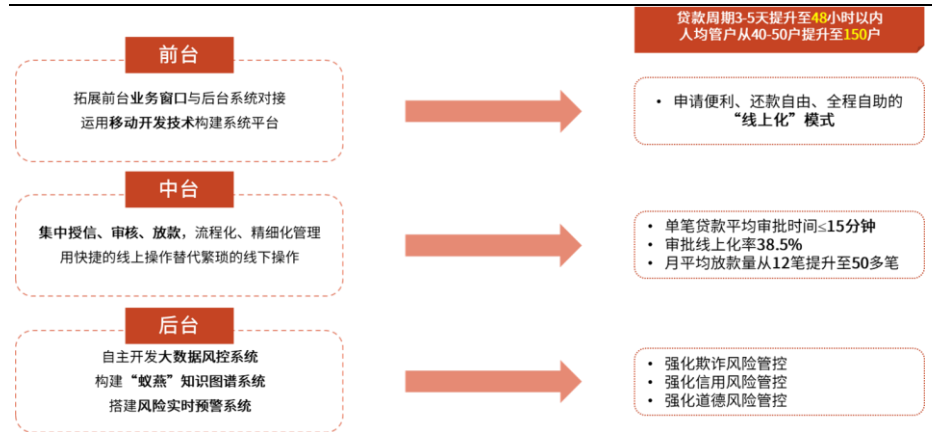 贷款周期3-5天提升至48小时以内
人均管户从40-50户提升至150户
前台
拓展前台业务窗口与后台系统对接
运用移动开发技术构建系统平台
• 申请便利、还款自由、全程自助的
“线上化”模式
中台
集中授信、审核、放款，流程化、精细化管理
用快捷的线上操作替代繁琐的线下操作
• 单笔贷款平均审批时间≤15分钟
• 审批线上化率38.5%
• 月平均放款量从12笔提升至50多笔
后台
自主开发大数据风控系统
构建“蚁燕”知识图谱系统
搭建风险实时预警系统
• 强化欺诈风险管控
• 强化信用风险管控
• 强化道德风险管控